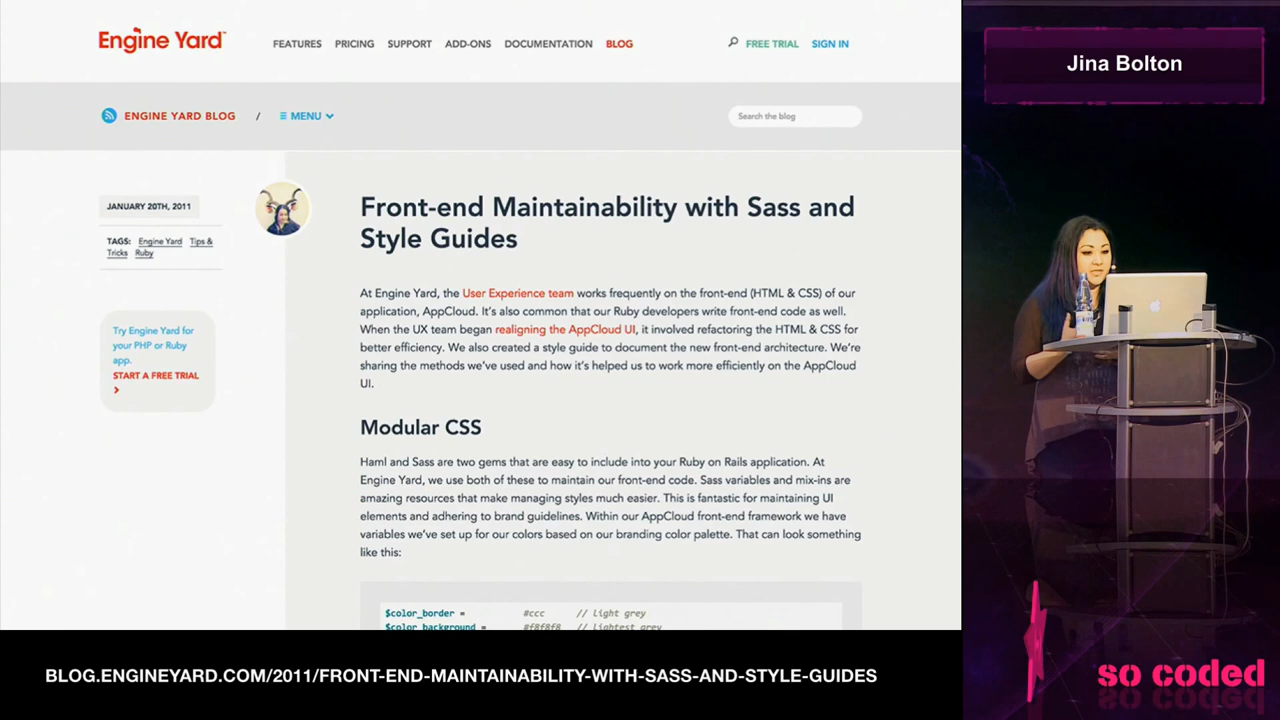 Engine Yard
FEATURES PRICING SUPPORT ADD-ONS DOCUMENTATION BLOG
FREE TRIAL SIGN IN
ENGINE YARD BLOG / MENU
Search the blog
JANUARY 20TH, 2011
TAGS: Engine Yard Tips &
Tricks Ruby
Try Engine Yard for
your PHP or Ruby
app.
START A FREE TRIAL
>
Front-end Maintainability with Sass and
Style Guides
At Engine Yard, the User Experience team works frequently on the front-end (HTML & CSS) of our
application, AppCloud. It's also common that our Ruby developers write front-end code as well.
When the UX team began realigning the AppCloud UI, it involved refactoring the HTML & CSS for
better efficiency. We also created a style guide to document the new front-end architecture. We're
sharing the methods we've used and how it's helped us to work more efficiently on the AppCloud
UI.
Modular CSS
Haml and Sass are two gems that are easy to include into your Ruby on Rails application. At
Engine Yard, we use both of these to maintain our front-end code. Sass variables and mix-ins are
amazing resources that make managing styles much easier. This is fantastic for maintaining UI
elements and adhering to brand guidelines. Within our AppCloud front-end framework we have
variables we've set up for our colors based on our branding color palette. That can look something
like this:
$color_border = #ccc // light grey
$color_background = #f8f8f8 // lightest grey
BLOG.ENGINEYARD.COM/2011/FRONT-END-MAINTAINABILITY-WITH-SASS-AND-STYLE-GUIDES
Jina Bolton
so coded